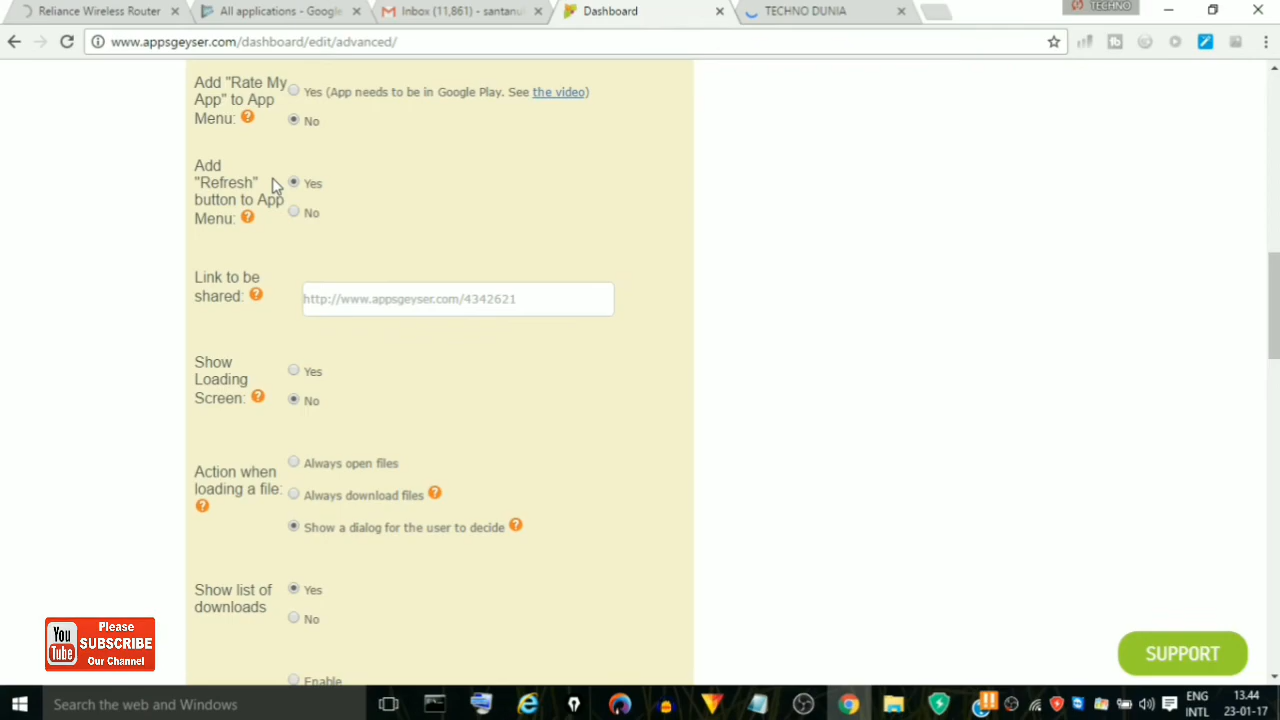 Reliance Wireless Router
All applications - Google
Inbox (11,861) - santanu
Dashboard
TECHNO DUNIA
TECHNO
www.appsgeyser.com/dashboard/edit/advanced/
Add "Rate My
App" to App
Menu: ?
Yes (App needs to be in Google Play. See the video)
No
Add
"Refresh"
button to App
Menu: ?
Yes
No
Link to be
shared: ?
http://www.appsgeyser.com/4342621
Show
Loading
Screen: ?
Yes
No
Action when
loading a file:
?
Always open files
Always download files ?
Show a dialog for the user to decide ?
Show list of
downloads
Yes
No
Enable
You
Tube
Please
SUBSCRIBE
Our Channel
SUPPORT
Search the web and Windows
ENG
INTL
13.44
23-01-17